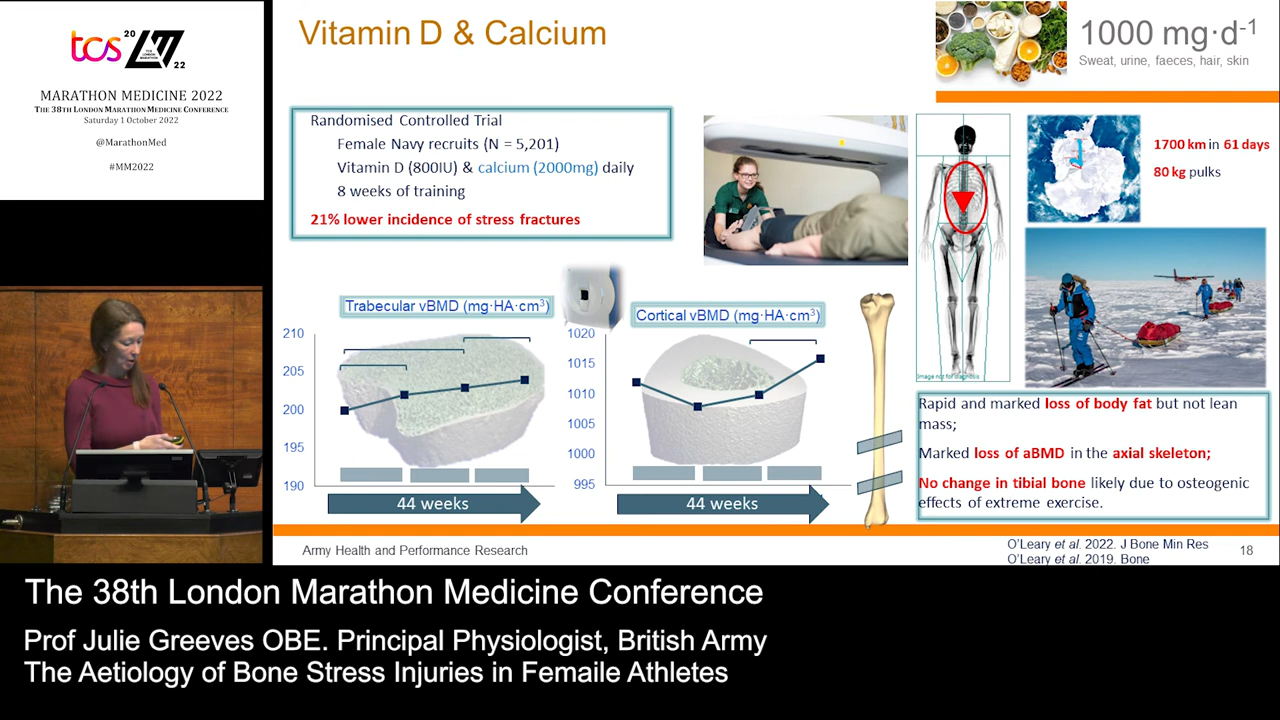 tcs 20 LM 22
MARATHON MEDICINE 2022
THE 38TH LONDON MARATHON MEDICINE CONFERENCE
Saturday 1 October 2022
@MarathonMed
#MM2022
Vitamin D & Calcium
1000 mg·d⁻¹
Sweat, urine, faeces, hair, skin
Randomised Controlled Trial
Female Navy recruits (N = 5,201)
Vitamin D (800IU) & calcium (2000mg) daily
8 weeks of training
21% lower incidence of stress fractures
1700 km in 61 days
80 kg pulks
Image not for diagnosis
Trabecular vBMD (mg·HA·cm³)
210
205
200
195
190
44 weeks
Cortical vBMD (mg·HA·cm³)
1020
1015
1010
1005
1000
995
44 weeks
Rapid and marked loss of body fat but not lean
mass;
Marked loss of aBMD in the axial skeleton;
No change in tibial bone likely due to osteogenic
effects of extreme exercise.
Army Health and Performance Research
O'Leary et al. 2022. J Bone Min Res
O'Leary et al. 2019. Bone
18
The 38th London Marathon Medicine Conference
Prof Julie Greeves OBE. Principal Physiologist, British Army
The Aetiology of Bone Stress Injuries in Femaile Athletes